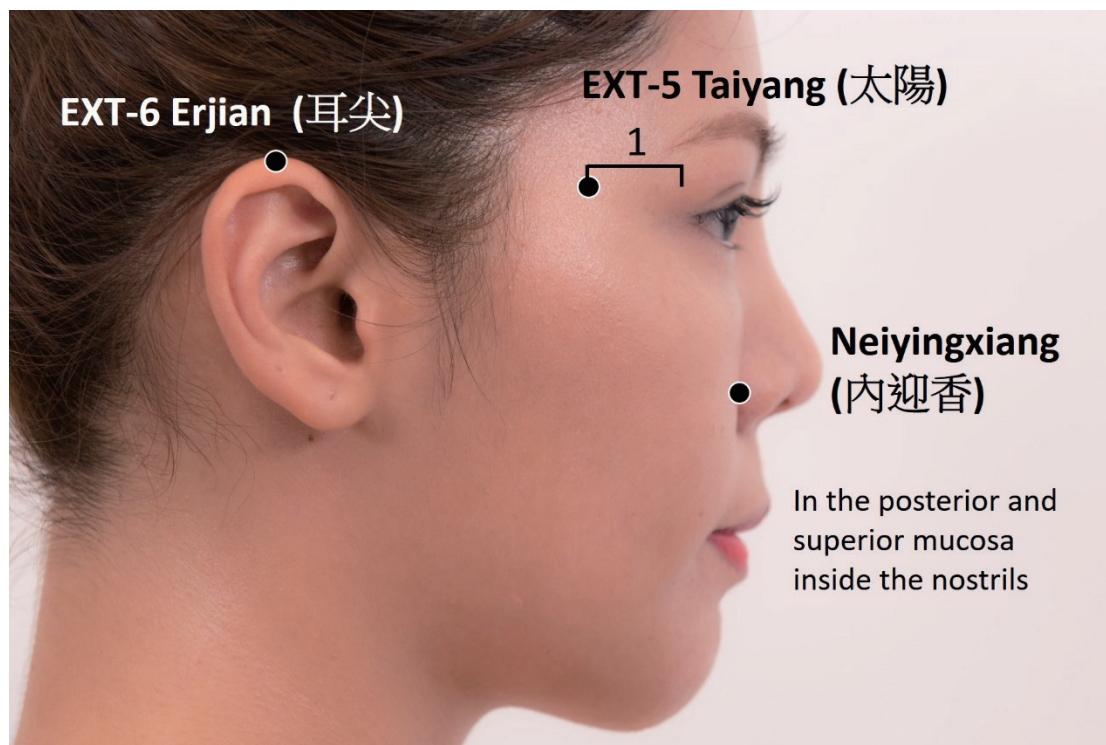 EXT-5 Taiyang (太陽)
EXT-6 Erjian (耳尖)
1
Neiyingxiang
(內迎香)
In the posterior and
superior mucosa
inside the nostrils